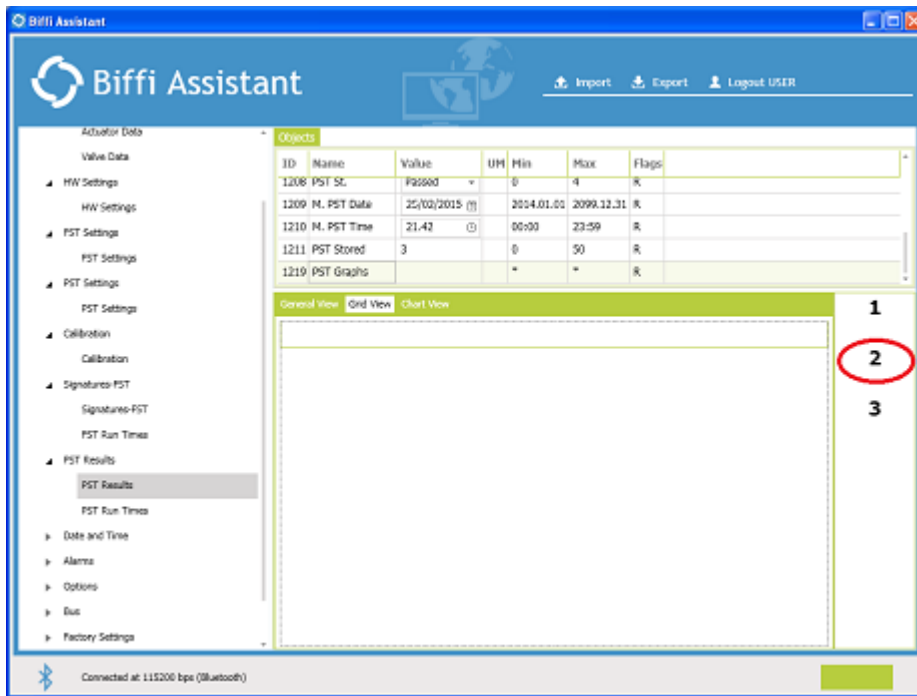 Biffi Assistant
Biffi Assistant
Import Export Logout USER
Actuator Data
Valve Data
HW Settings
HW Settings
FST Settings
FST Settings
PST Settings
PST Settings
Calibration
Calibration
Signatures-FST
Signatures-FST
FST Run Times
PST Results
PST Results
PST Run Times
Date and Time
Alarms
Options
Bus
Factory Settings
Objects
ID Name Value UM Min Max Flags
1208 PST St. Passed 0 4 R
1209 M. PST Date 25/02/2015 2014.01.01 2099.12.31 R
1210 M. PST Time 21.42 00:00 23:59 R
1211 PST Stored 3 0 50 R
1219 PST Graphs * * R
General View Grid View Chart View
1
2
3
Connected at 115200 bps (Bluetooth)